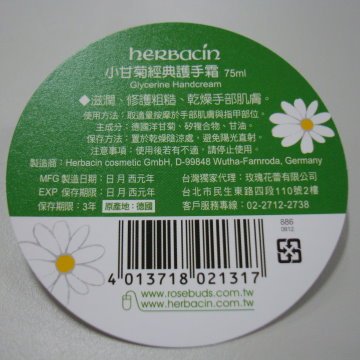 herbacin
小甘菊經典護手霜 75ml
Glycerine Handcream
◆滋潤、修護粗糙、乾燥手部肌膚。
使用方法：取適量按摩於手部肌膚與指甲部位。
主成分：德國洋甘菊、矽複合物、甘油。
保存方法：置於乾燥陰涼處、避免陽光直射。
注意事項：使用後若有不適，請停止使用。
製造商：Herbacin cosmetic GmbH, D-99848 Wutha-Farnroda, Germany
MFG 製造日期：日 月 西元年
EXP 保存期限：日 月 西元年
保存期限：3年 原產地：德國
台灣獨家代理：玫瑰花蕾有限公司
台北市民生東路四段110號2樓
客戶服務專線：02-2712-2738
886
0812
4 013718 021317
www.rosebuds.com.tw
www.herbacin.com.tw